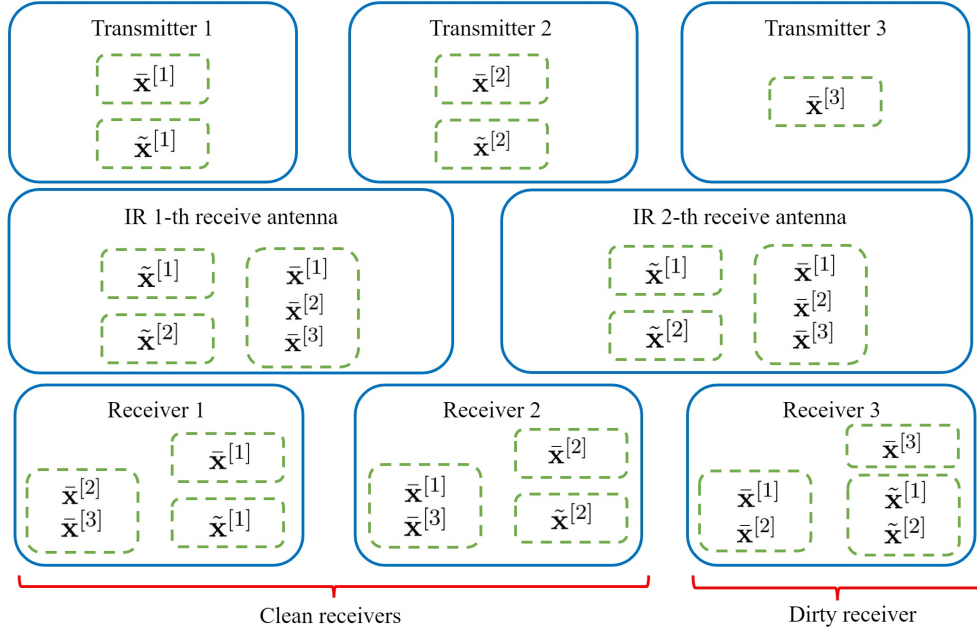 Transmitter 1
x̄^[1]
x̃^[1]
Transmitter 2
x̄^[2]
x̃^[2]
Transmitter 3
x̄^[3]
IR 1-th receive antenna
x̃^[1]
x̃^[2]
x̄^[1]
x̄^[2]
x̄^[3]
IR 2-th receive antenna
x̃^[1]
x̃^[2]
x̄^[1]
x̄^[2]
x̄^[3]
Receiver 1
x̄^[1]
x̄^[2]
x̄^[3]
x̃^[1]
Receiver 2
x̄^[2]
x̄^[1]
x̄^[3]
x̃^[2]
Receiver 3
x̄^[3]
x̄^[1]
x̄^[2]
x̃^[1]
x̃^[2]
Clean receivers
Dirty receiver